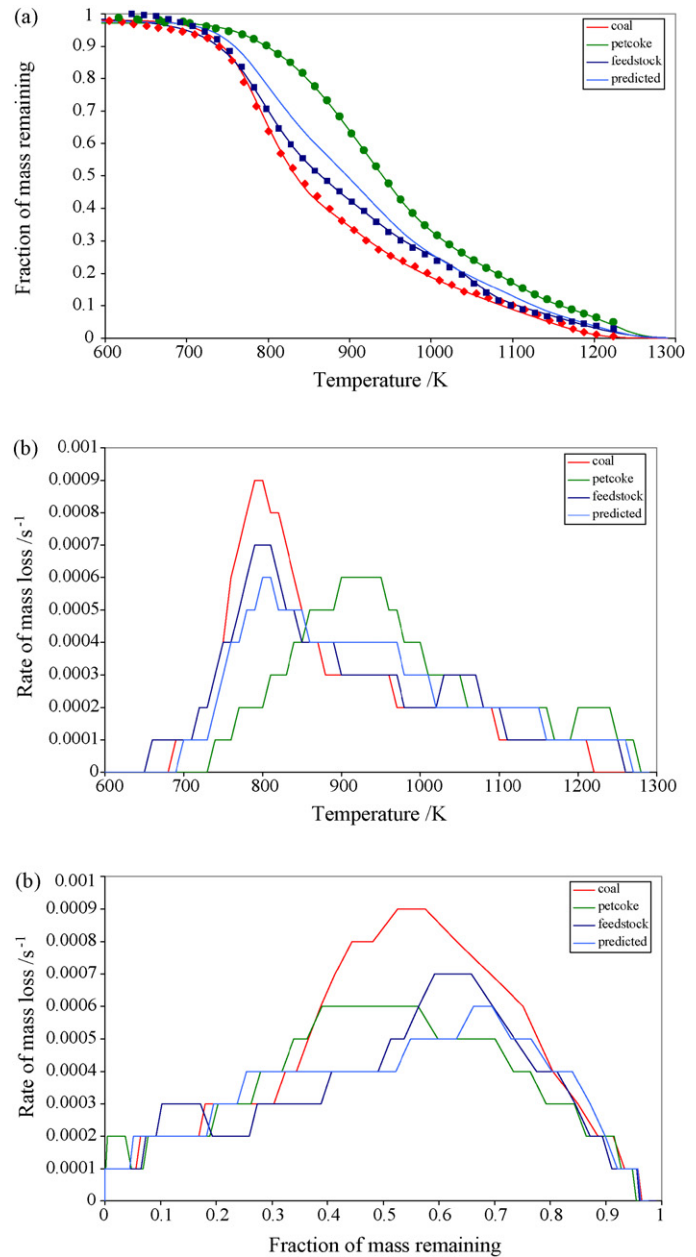 (a)
1
0.9
0.8
0.7
0.6
0.5
0.4
0.3
0.2
0.1
0
Fraction of mass remaining
coal
petcoke
feedstock
predicted
600 700 800 900 1000 1100 1200 1300
Temperature /K
(b)
0.001
0.0009
0.0008
0.0007
0.0006
0.0005
0.0004
0.0003
0.0002
0.0001
0
Rate of mass loss /s⁻¹
coal
petcoke
feedstock
predicted
600 700 800 900 1000 1100 1200 1300
Temperature /K
(b)
0.001
0.0009
0.0008
0.0007
0.0006
0.0005
0.0004
0.0003
0.0002
0.0001
0
Rate of mass loss /s⁻¹
coal
petcoke
feedstock
predicted
0 0.1 0.2 0.3 0.4 0.5 0.6 0.7 0.8 0.9 1
Fraction of mass remaining